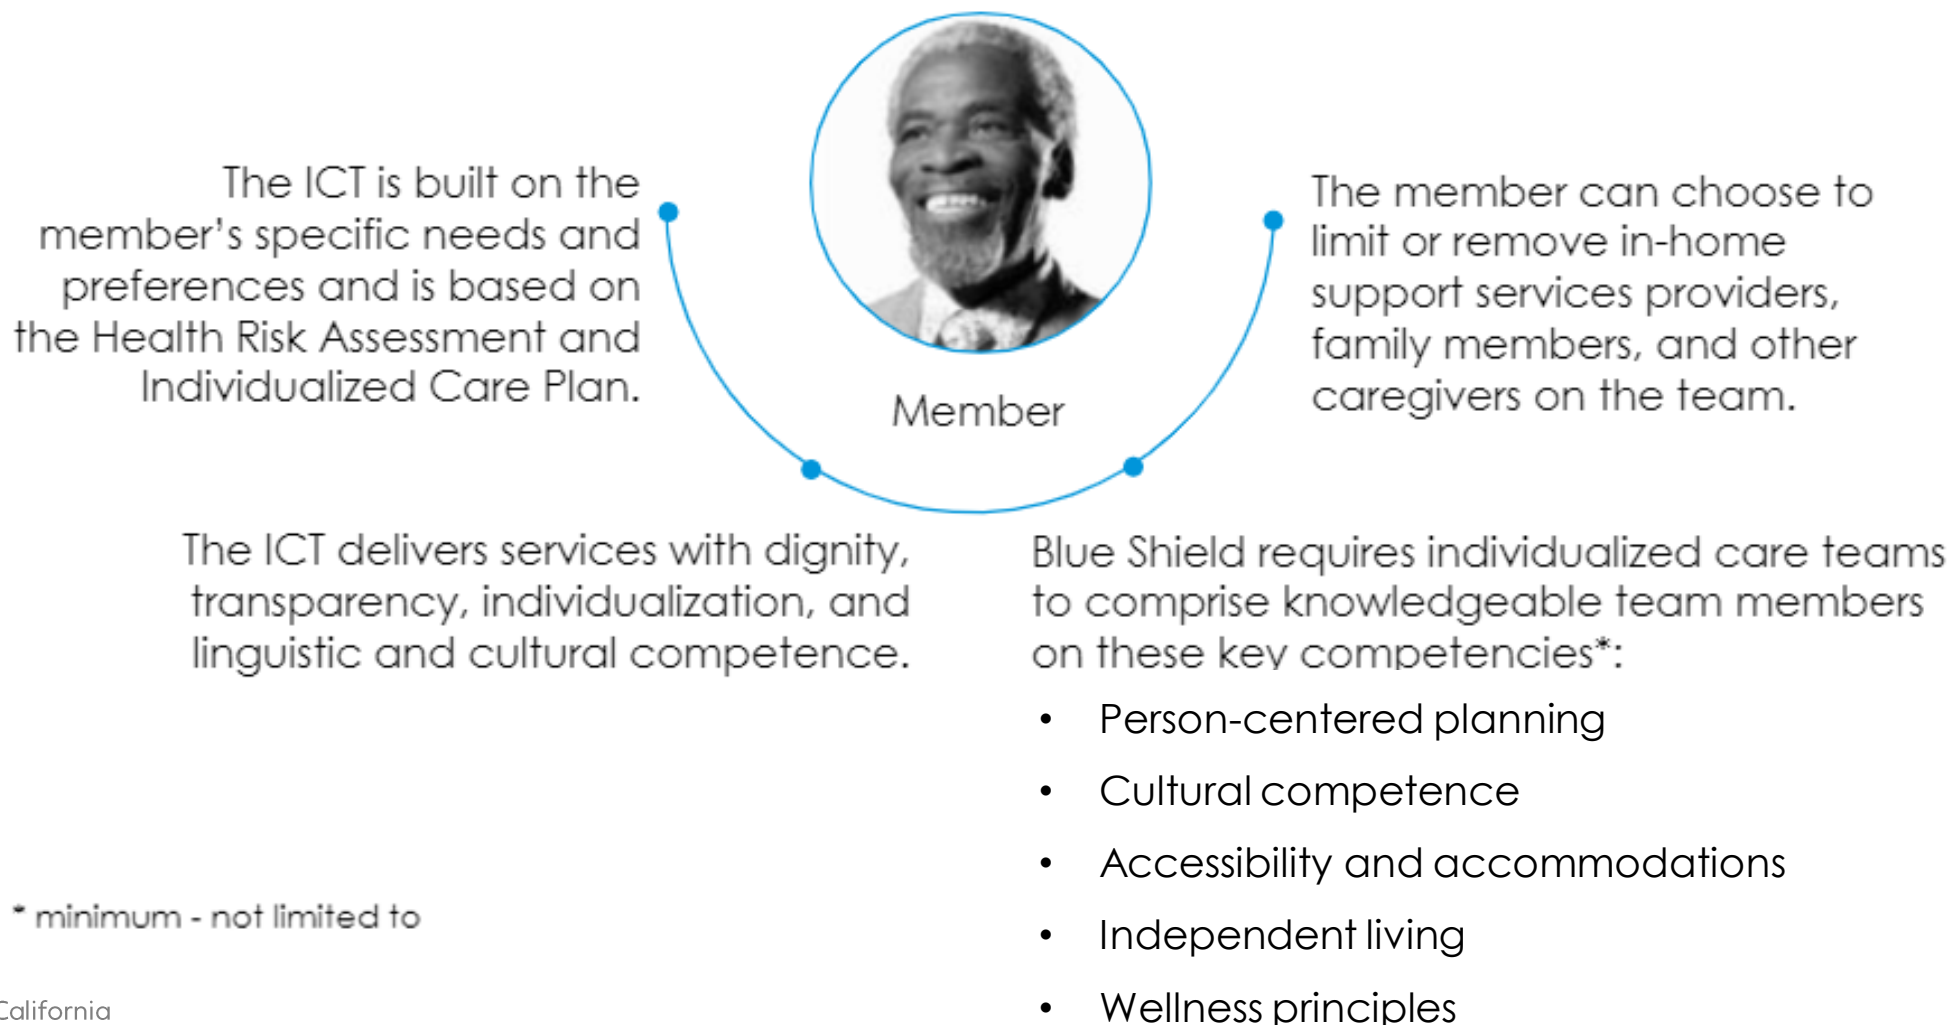 The ICT is built on the
member's specific needs and
preferences and is based on
the Health Risk Assessment and
Individualized Care Plan.
Member
The member can choose to
limit or remove in-home
support services providers,
family members, and other
caregivers on the team.
The ICT delivers services with dignity,
transparency, individualization, and
linguistic and cultural competence.
Blue Shield requires individualized care teams
to comprise knowledgeable team members
on these key competencies*:
• Person-centered planning
• Cultural competence
• Accessibility and accommodations
• Independent living
• Wellness principles
* minimum - not limited to
California